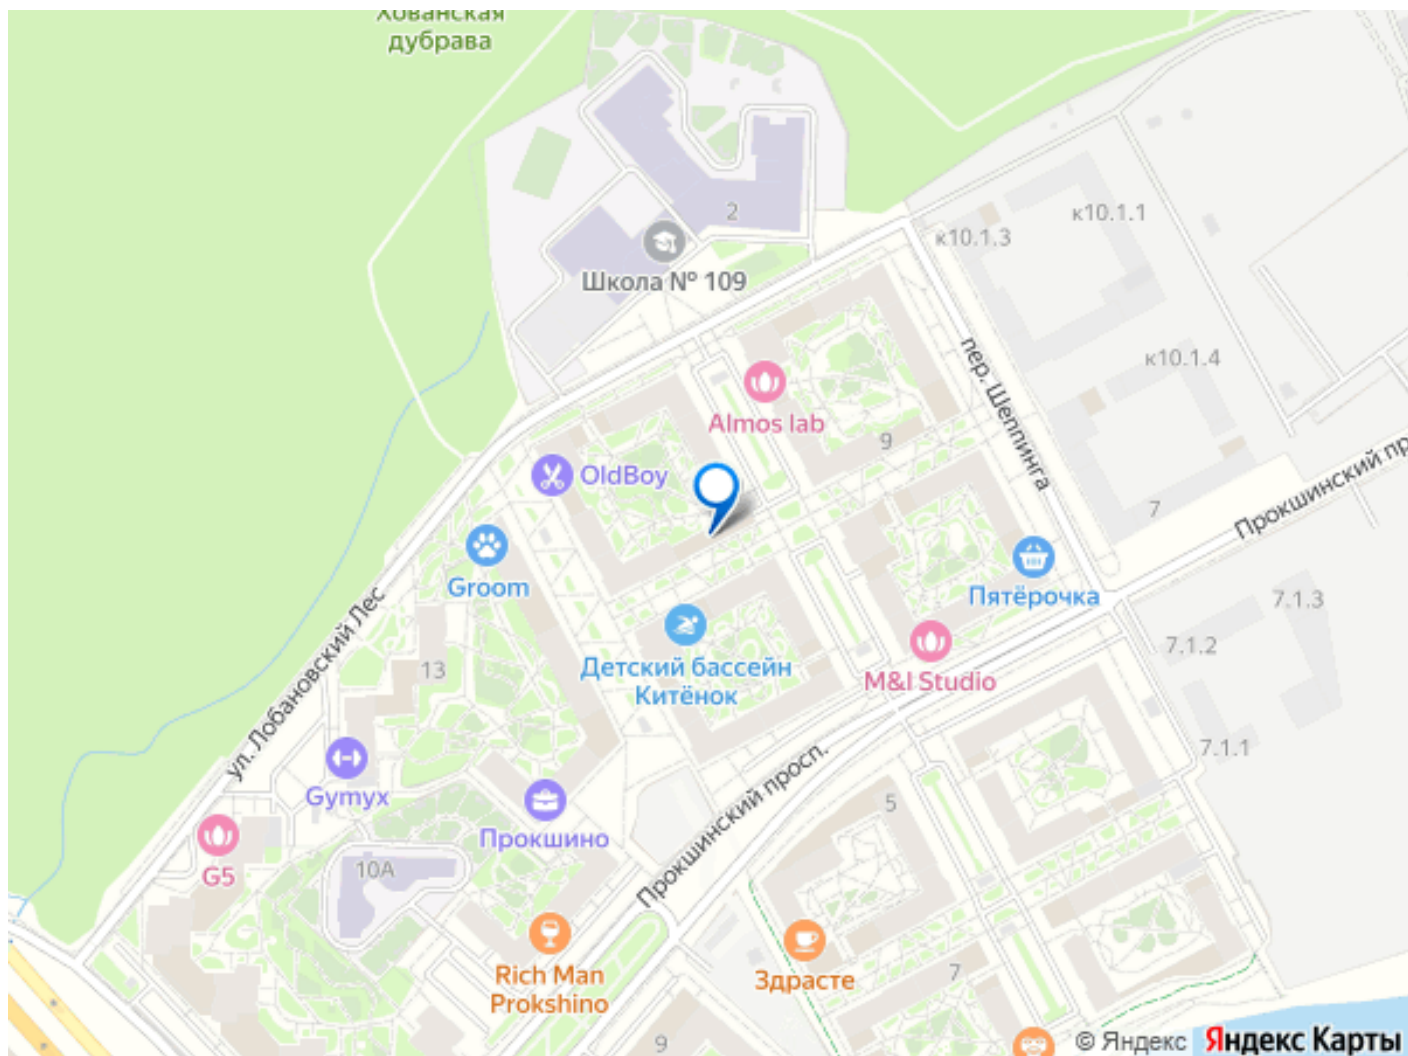 Хованская
дубрава
2
Школа № 109
к10.1.1
к10.1.3
к10.1.4
пер. Шеппинга
Almos lab
9
OldBoy
Groom
7
Прокшинский пр
Пятёрочка
7.1.3
7.1.2
7.1.1
Детский бассейн
Китёнок
M&I Studio
ул. Лобановский Лес
13
Gymyx
Прокшино
Прокшинский просп.
5
G5
10А
Rich Man
Prokshino
Здрасте
7
9
© Яндекс Яндекс Карты